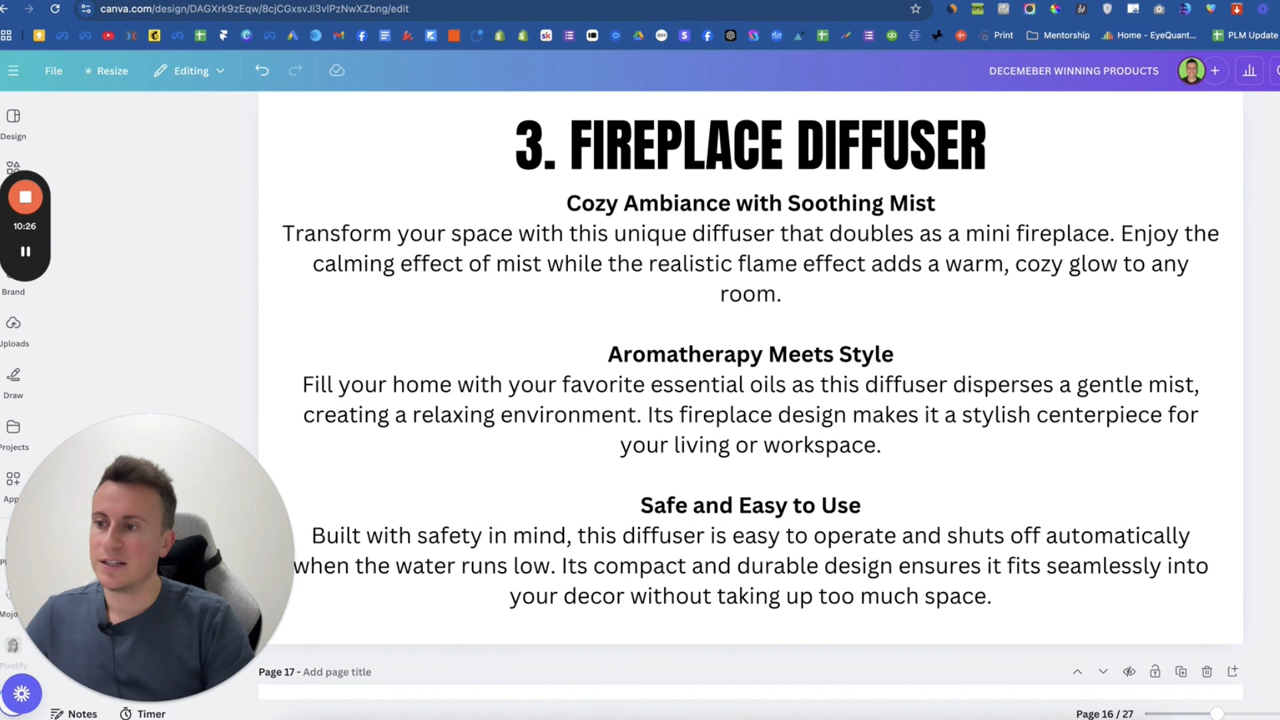 canva.com/design/DAGXrk9zEqw/8cjCGxsvJi3vlPzNwXZbng/edit
Print
Mentorship
Home - EyeQuant...
PLM Update
File
Resize
Editing
DECEMEBER WINNING PRODUCTS
Design
10:26
Brand
Uploads
Draw
Projects
3. FIREPLACE DIFFUSER
Cozy Ambiance with Soothing Mist
Transform your space with this unique diffuser that doubles as a mini fireplace. Enjoy the
calming effect of mist while the realistic flame effect adds a warm, cozy glow to any
room.
Aromatherapy Meets Style
Fill your home with your favorite essential oils as this diffuser disperses a gentle mist,
creating a relaxing environment. Its fireplace design makes it a stylish centerpiece for
your living or workspace.
Safe and Easy to Use
Built with safety in mind, this diffuser is easy to operate and shuts off automatically
when the water runs low. Its compact and durable design ensures it fits seamlessly into
your decor without taking up too much space.
Page 17 - Add page title
Notes
Timer
Page 16 / 27